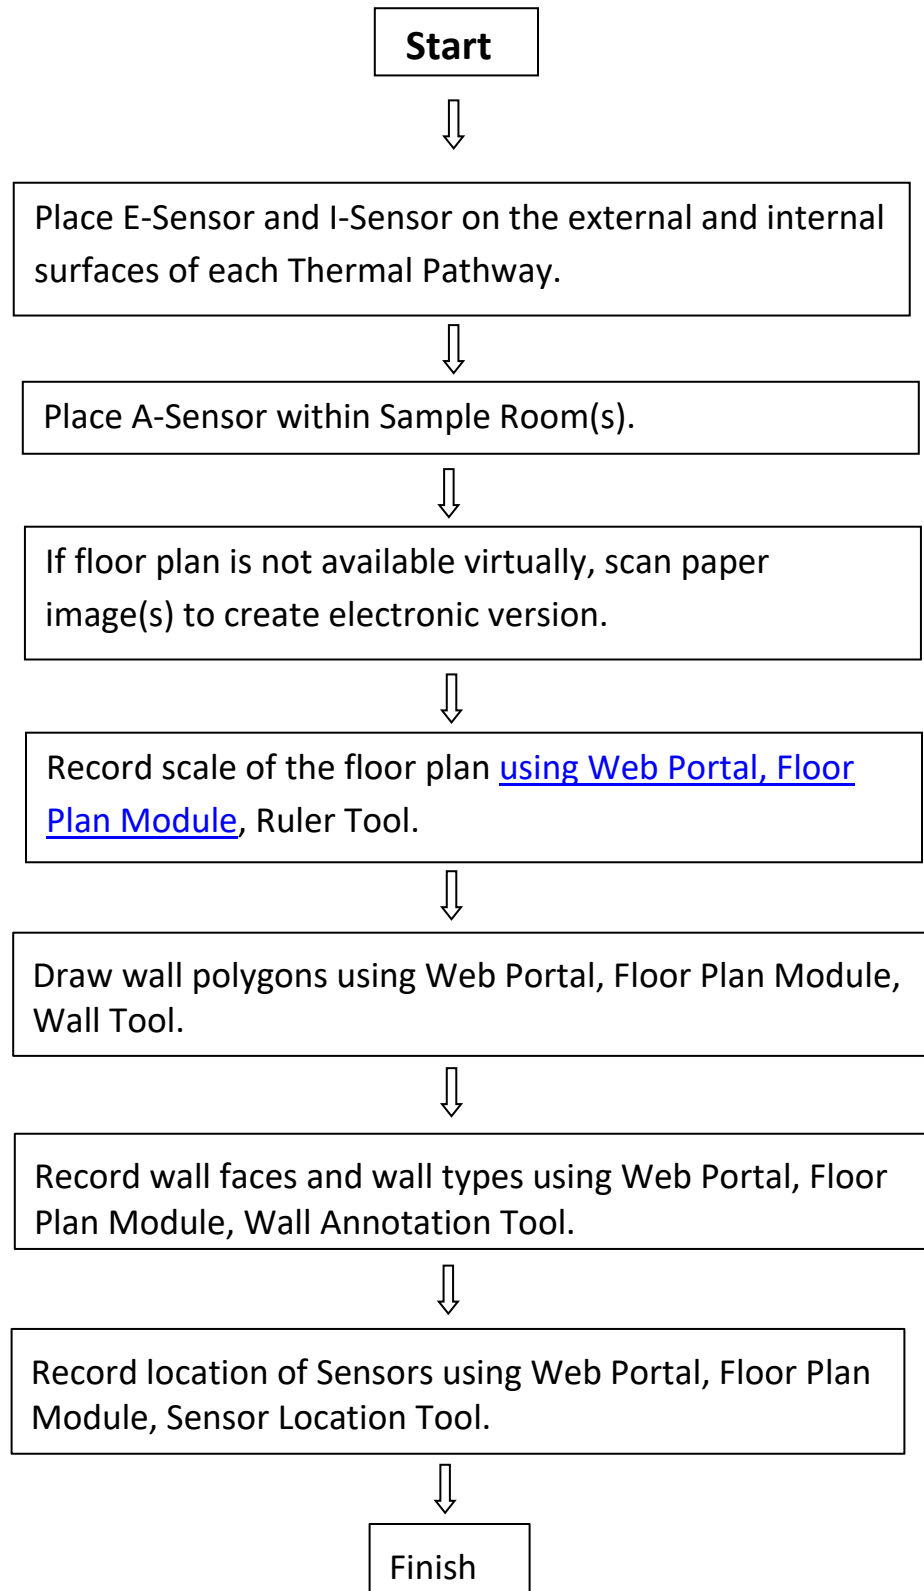 Start
Place E-Sensor and I-Sensor on the external and internal
surfaces of each Thermal Pathway.
Place A-Sensor within Sample Room(s).
If floor plan is not available virtually, scan paper
image(s) to create electronic version.
Record scale of the floor plan using Web Portal, Floor
Plan Module, Ruler Tool.
Draw wall polygons using Web Portal, Floor Plan Module,
Wall Tool.
Record wall faces and wall types using Web Portal, Floor
Plan Module, Wall Annotation Tool.
Record location of Sensors using Web Portal, Floor Plan
Module, Sensor Location Tool.
Finish